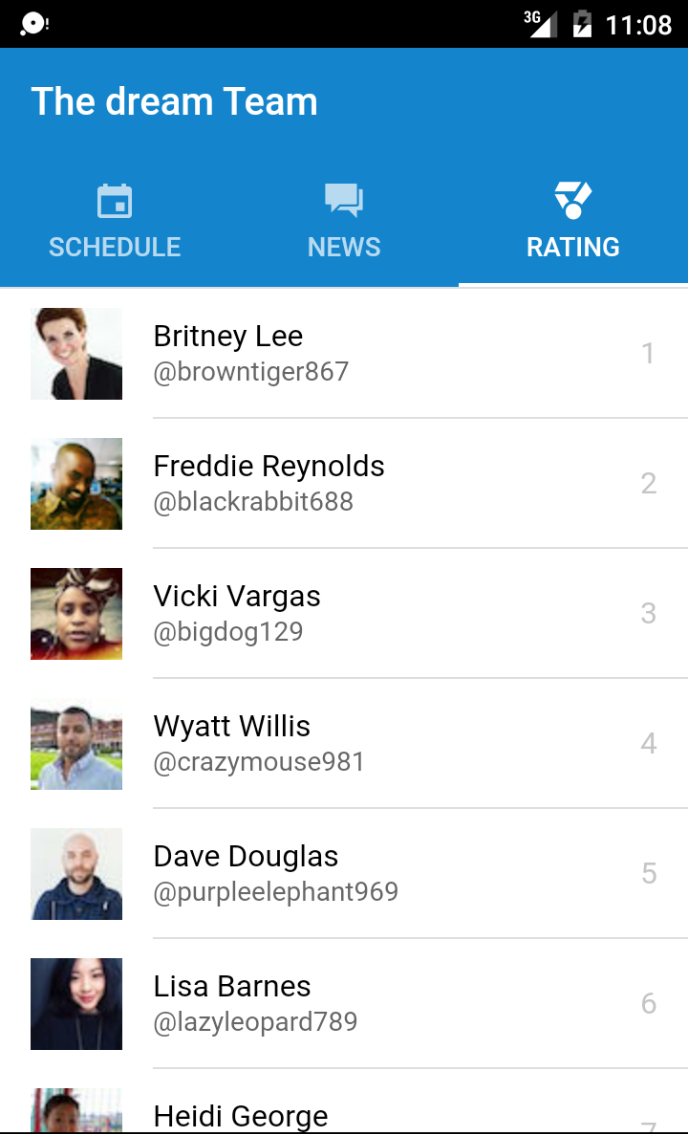 3G 11:08
The dream Team
SCHEDULE NEWS RATING
Britney Lee
@browntiger867
1
Freddie Reynolds
@blackrabbit688
2
Vicki Vargas
@bigdog129
3
Wyatt Willis
@crazymouse981
4
Dave Douglas
@purpleelephant969
5
Lisa Barnes
@lazyleopard789
6
Heidi George
7